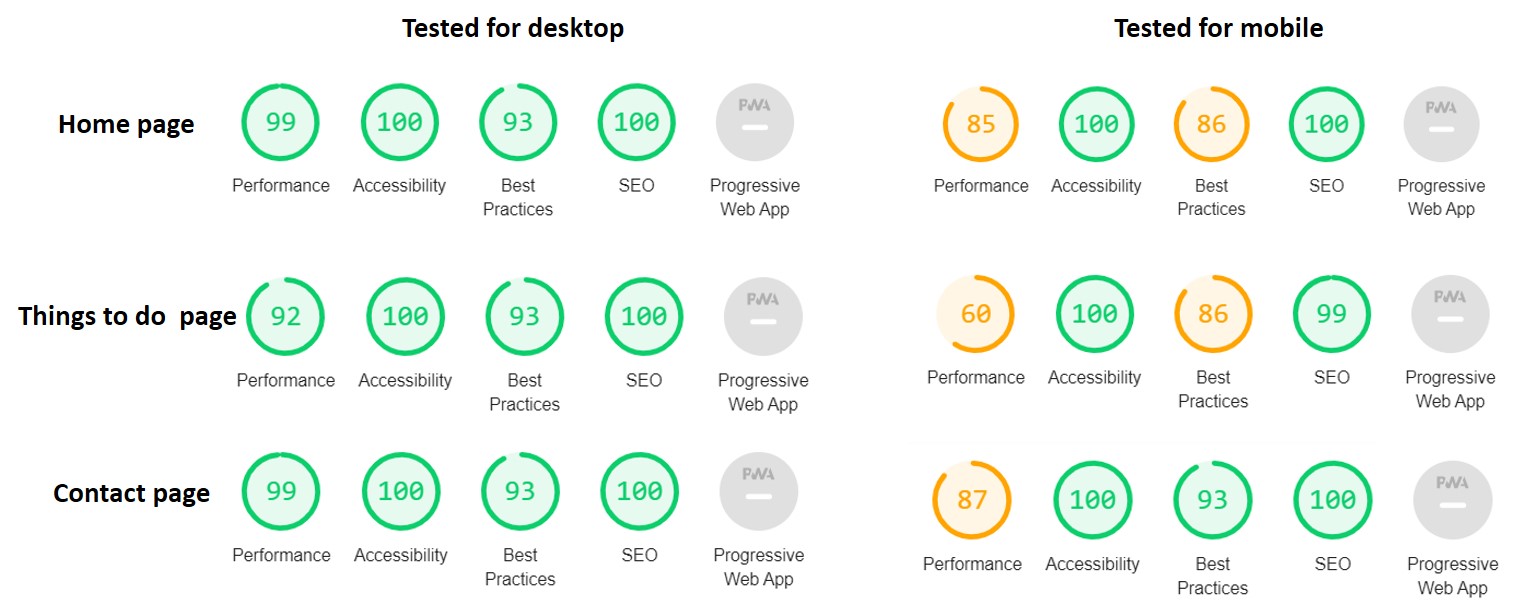 Tested for desktop Tested for mobile
Home page 99 100 93 100 PWA 85 100 86 100 PWA
Performance Accessibility Best SEO Progressive Performance Accessibility Best SEO Progressive
Practices Web App Practices Web App
Things to do page 92 100 93 100 PWA 60 100 86 99 PWA
Performance Accessibility Best SEO Progressive Performance Accessibility Best SEO Progressive
Practices Web App Practices Web App
Contact page 99 100 93 100 PWA 87 100 93 100 PWA
Performance Accessibility Best SEO Progressive Performance Accessibility Best SEO Progressive
Practices Web App Practices Web App